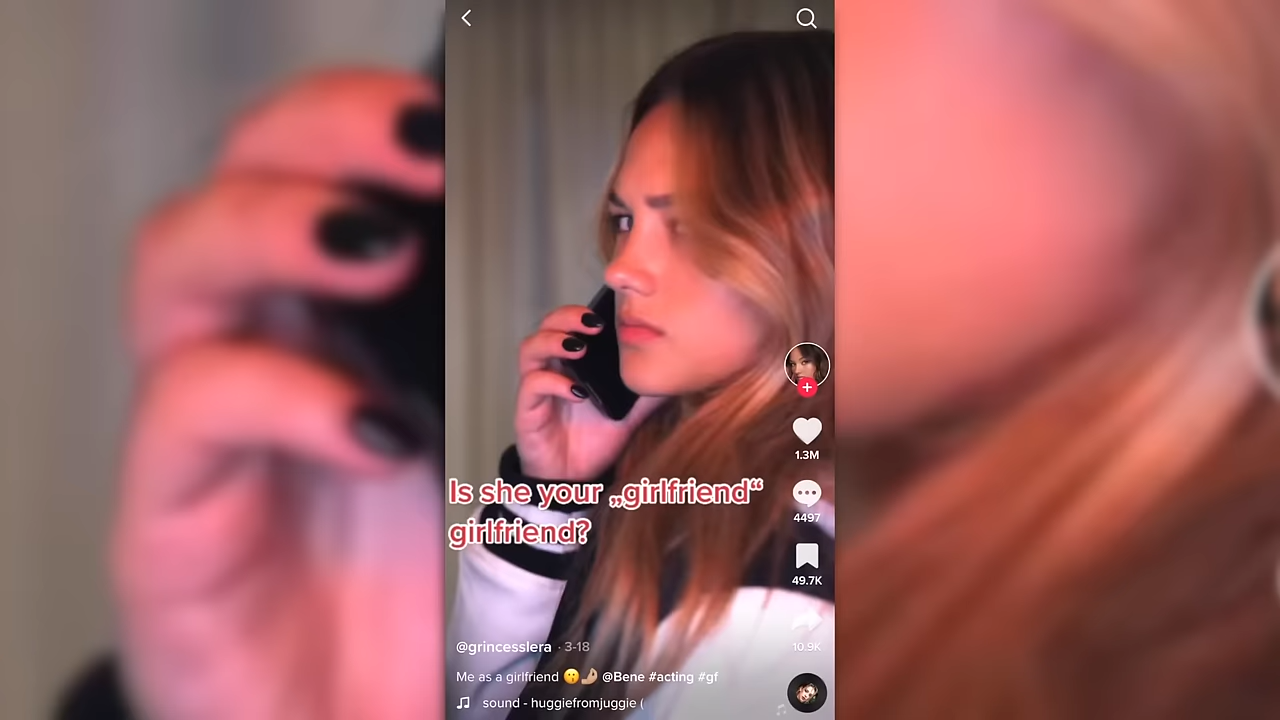 Is she your „girlfriend“
girlfriend?
1.3M
4497
49.7K
10.9K
@grincesslera · 3-18
Me as a girlfriend 🤫🤌🏼 @Bene #acting #gf
sound - huggiefromjuggie (